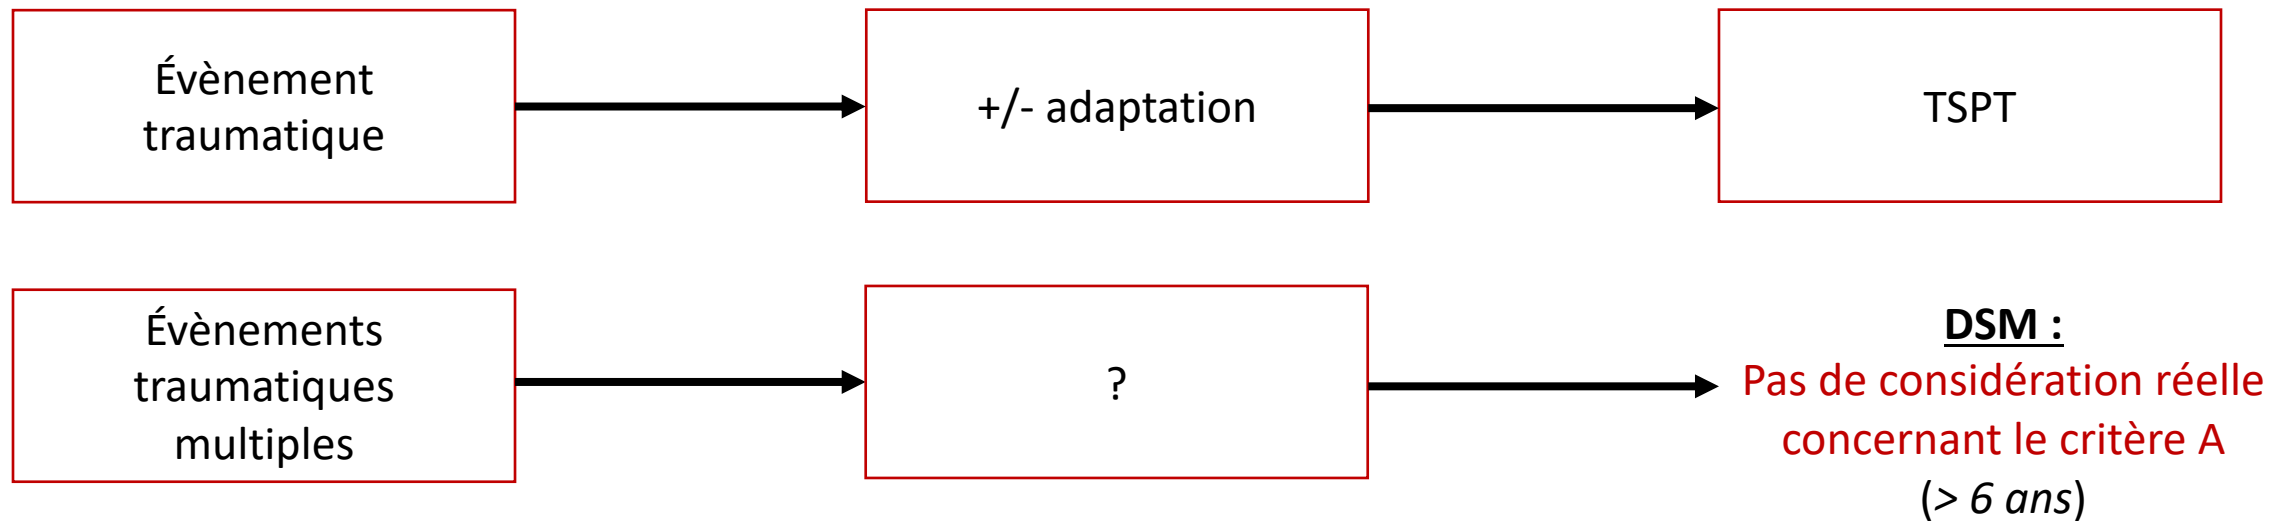 Évènement
traumatique
+/- adaptation
TSPT
Évènements
traumatiques
multiples
?
DSM :
Pas de considération réelle
concernant le critère A
(> 6 ans)